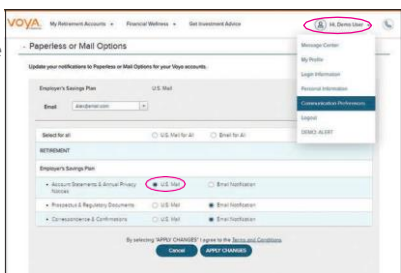 VOYA My Retirement Accounts Financial Wellness Get Investment Advice Hi, Demo User
Paperless or Mail Options
Message Center
My Profile
Login Information
Personal Information
Communication Preferences
Logout
DEMO: ALERT
Update your notifications to Paperless or Mail Options for your Voya accounts.
Employer's Savings Plan U.S. Mail
Email
Select for all U.S. Mail for All Email for All
RETIREMENT
Employer's Savings Plan
Account Statements & Annual Privacy Notices U.S. Mail Email Notification
Prospectus & Regulatory Documents U.S. Mail Email Notification
Correspondence & Confirmations U.S. Mail Email Notification
By selecting 'APPLY CHANGES' I agree to the Terms and Conditions.
Cancel APPLY CHANGES